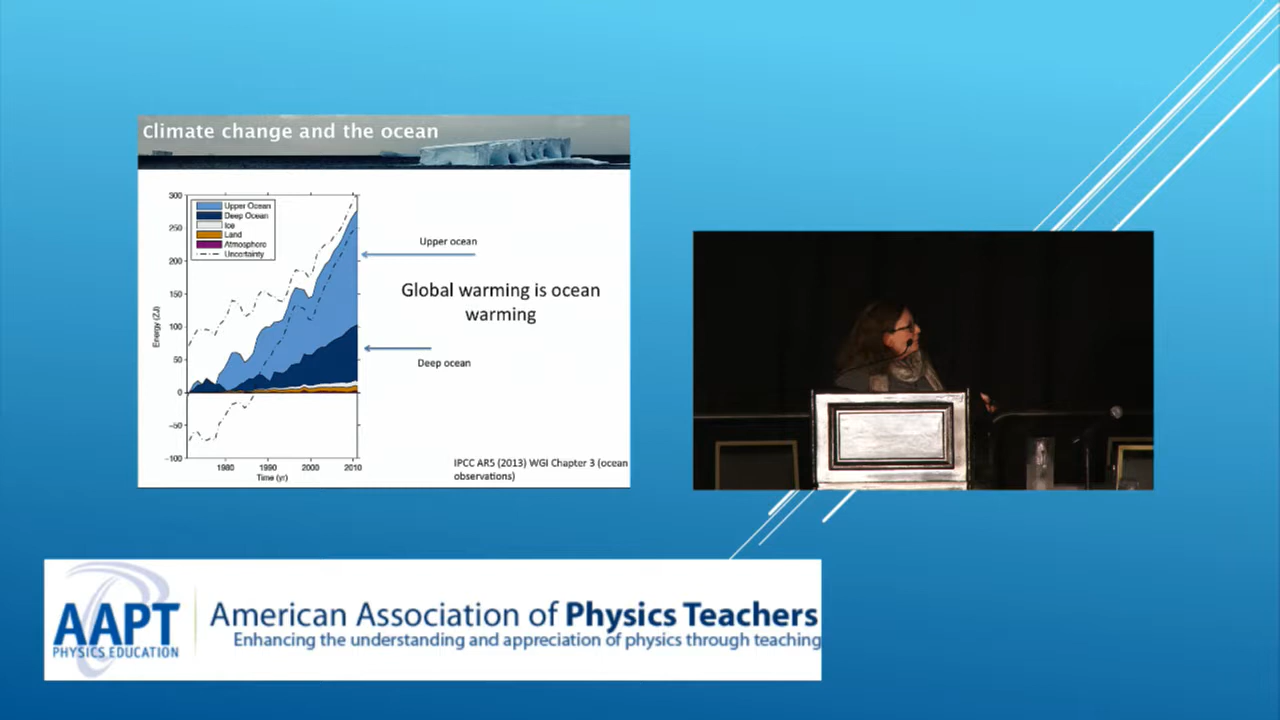 Climate change and the ocean
300
250
200
150
100
50
0
−50
−100
Energy (ZJ)
Upper Ocean
Deep Ocean
Ice
Land
Atmosphere
Uncertainty
1980 1990 2000 2010
Time (yr)
Upper ocean
Global warming is ocean
warming
Deep ocean
IPCC AR5 (2013) WGI Chapter 3 (ocean
observations)
AAPT
PHYSICS EDUCATION
American Association of Physics Teachers
Enhancing the understanding and appreciation of physics through teaching